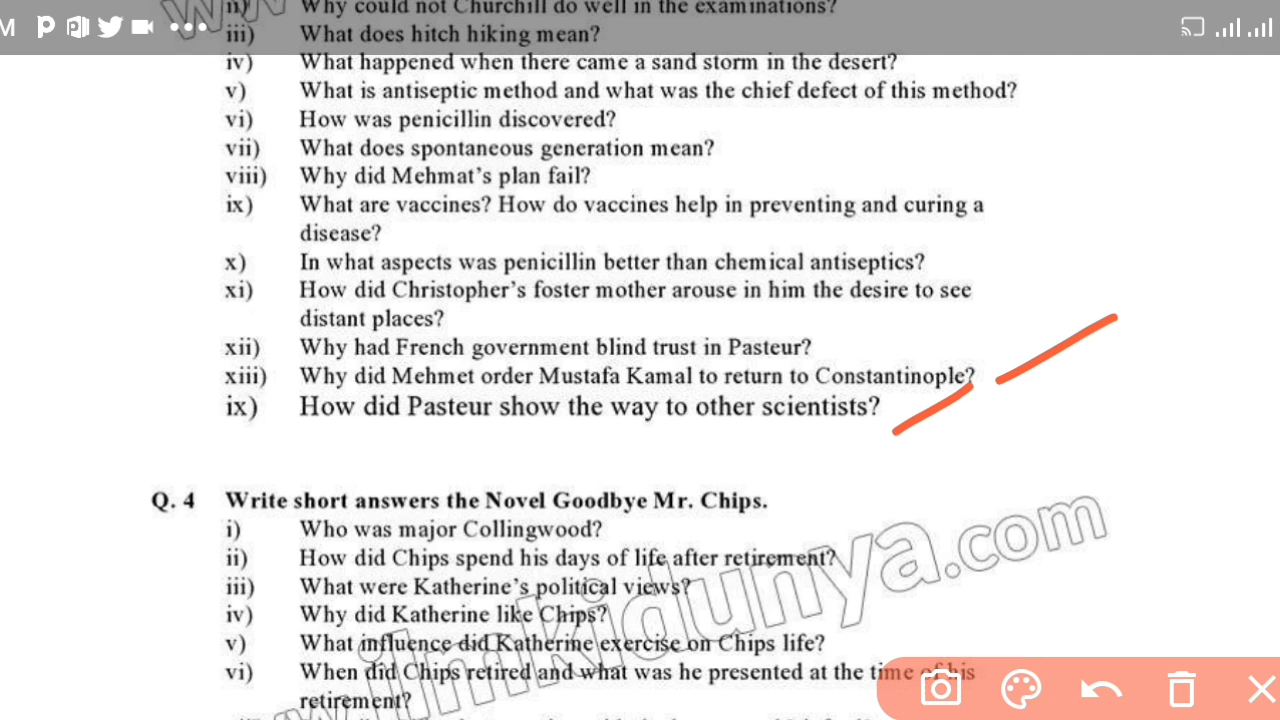 ii) Why could not Churchill do well in the examinations?
iii) What does hitch hiking mean?
iv) What happened when there came a sand storm in the desert?
v) What is antiseptic method and what was the chief defect of this method?
vi) How was penicillin discovered?
vii) What does spontaneous generation mean?
viii) Why did Mehmat's plan fail?
ix) What are vaccines? How do vaccines help in preventing and curing a
disease?
x) In what aspects was penicillin better than chemical antiseptics?
xi) How did Christopher's foster mother arouse in him the desire to see
distant places?
xii) Why had French government blind trust in Pasteur?
xiii) Why did Mehmet order Mustafa Kamal to return to Constantinople?
ix) How did Pasteur show the way to other scientists?
Q. 4 Write short answers the Novel Goodbye Mr. Chips.
i) Who was major Collingwood?
ii) How did Chips spend his days of life after retirement?
iii) What were Katherine's political views?
iv) Why did Katherine like Chips?
v) What influence did Katherine exercise on Chips life?
vi) When did Chips retired and what was he presented at the time of his
retirement?
ilmkidunya.com